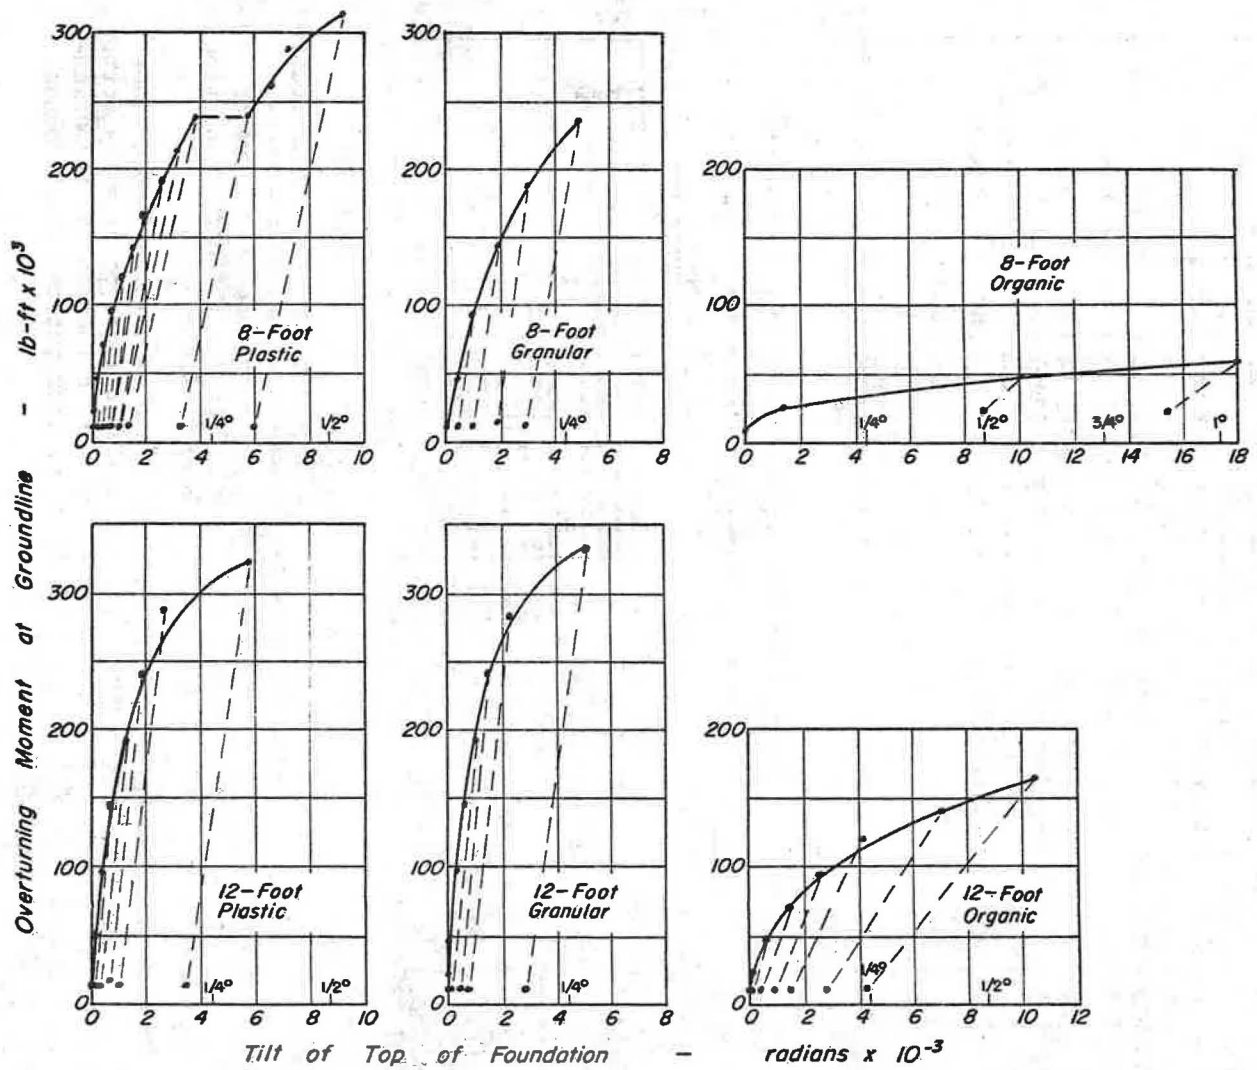 Overturning Moment at Groundline – lb-ft x 10³
300
200
100
0
0 2 4 6 8 10
8-Foot
Plastic
1/4° 1/2°
300
200
100
0
0 2 4 6 8
8-Foot
Granular
1/4°
200
100
0
0 2 4 6 8 10 12 14 16 18
8-Foot
Organic
1/4° 1/2° 3/4° 1°
300
200
100
0
0 2 4 6 8 10
12-Foot
Plastic
1/4° 1/2°
300
200
100
0
0 2 4 6 8
12-Foot
Granular
1/4°
200
100
0
0 2 4 6 8 10 12
12-Foot
Organic
1/4° 1/2°
Tilt of Top of Foundation – radians x 10⁻³